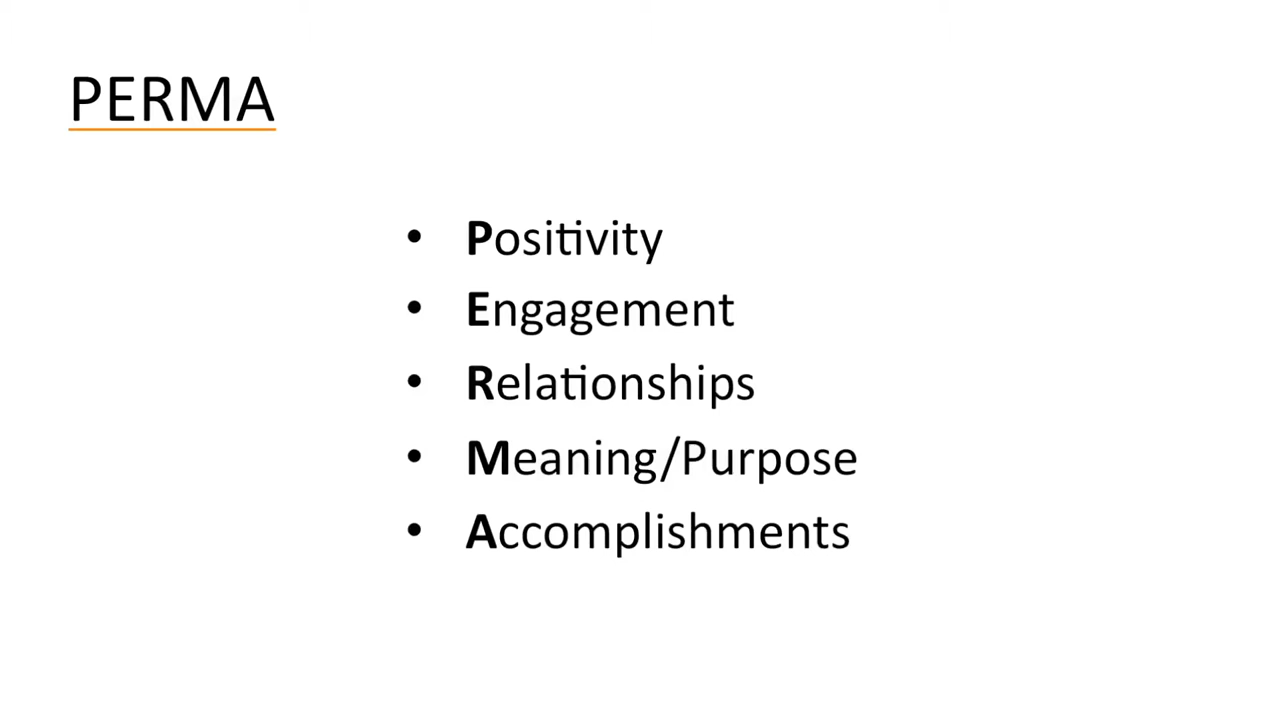 PERMA
• Positivity
• Engagement
• Relationships
• Meaning/Purpose
• Accomplishments